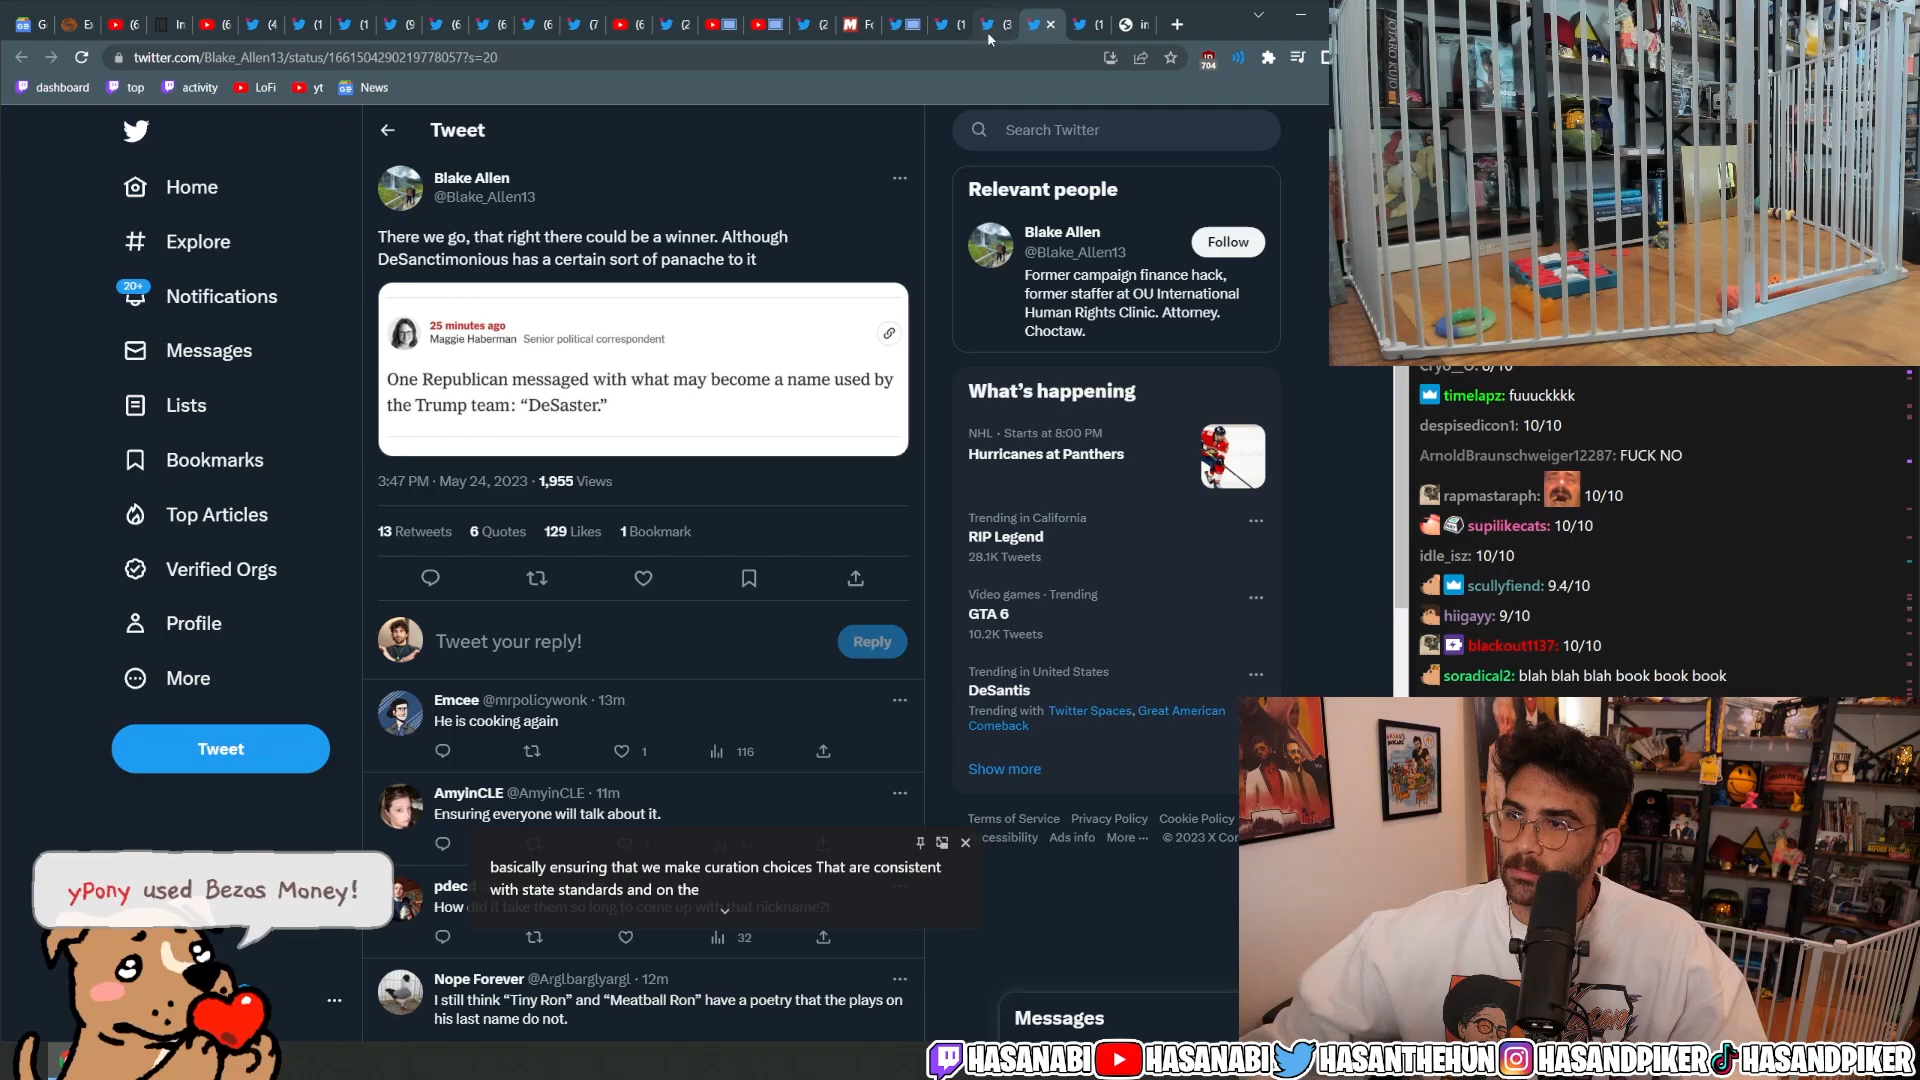 twitter.com/Blake_Allen13/status/1661504290219778057?s=20
704
dashboard
top
activity
LoFi
yt
News
Tweet
Search Twitter
Home
Explore
20+
Notifications
Messages
Lists
Bookmarks
Top Articles
Verified Orgs
Profile
More
Tweet
Blake Allen
@Blake_Allen13
There we go, that right there could be a winner. Although
DeSanctimonious has a certain sort of panache to it
25 minutes ago
Maggie Haberman Senior political correspondent
One Republican messaged with what may become a name used by
the Trump team: “DeSaster.”
3:47 PM · May 24, 2023 · 1,955 Views
13 Retweets 6 Quotes 129 Likes 1 Bookmark
Tweet your reply!
Reply
Emcee @mrpolicywonk · 13m
He is cooking again
1
116
AmyinCLE @AmyinCLE · 11m
Ensuring everyone will talk about it.
pdecd
How did it take them so long to come up with that nickname?!
32
Nope Forever @Arglbarglyargl · 12m
I still think “Tiny Ron” and “Meatball Ron” have a poetry that the plays on
his last name do not.
basically ensuring that we make curation choices That are consistent
with state standards and on the
Relevant people
Blake Allen
@Blake_Allen13
Follow
Former campaign finance hack,
former staffer at OU International
Human Rights Clinic. Attorney.
Choctaw.
What’s happening
NHL · Starts at 8:00 PM
Hurricanes at Panthers
Trending in California
RIP Legend
28.1K Tweets
Video games · Trending
GTA 6
10.2K Tweets
Trending in United States
DeSantis
Trending with Twitter Spaces, Great American
Comeback
Show more
Terms of Service Privacy Policy Cookie Policy
ccessibility Ads info More ··· © 2023 X Cor
Messages
JOTARO KUJO
Cryo__O: 8/10
timelapz: fuuuckkkk
despisedicon1: 10/10
ArnoldBraunschweiger12287: FUCK NO
rapmastaraph: 10/10
supilikecats: 10/10
idle_isz: 10/10
scullyfiend: 9.4/10
hiigayy: 9/10
blackout1137: 10/10
soradical2: blah blah blah book book book
yPony used Bezos Money!
HASANABI HASANABI HASANTHEHUN HASANDPIKER HASANDPIKER